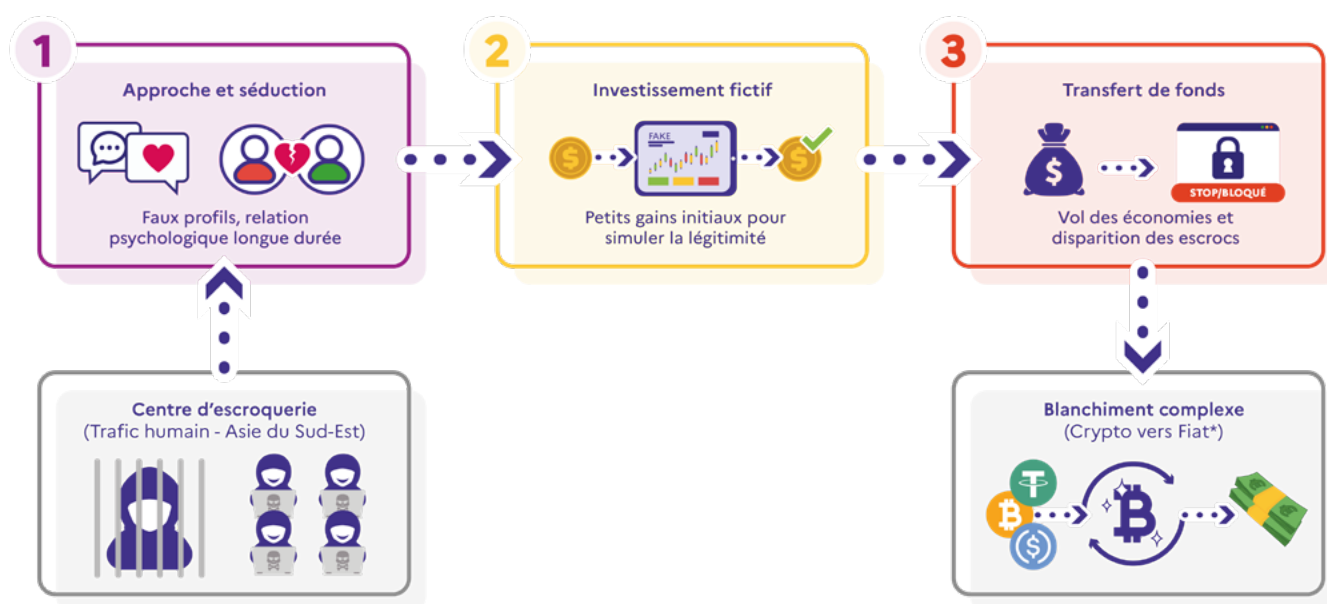 1
Approche et séduction
Faux profils, relation
psychologique longue durée
2
Investissement fictif
FAKE
Petits gains initiaux pour
simuler la légitimité
3
Transfert de fonds
STOP/BLOQUÉ
Vol des économies et
disparition des escrocs
Centre d'escroquerie
(Trafic humain - Asie du Sud-Est)
Blanchiment complexe
(Crypto vers Fiat*)